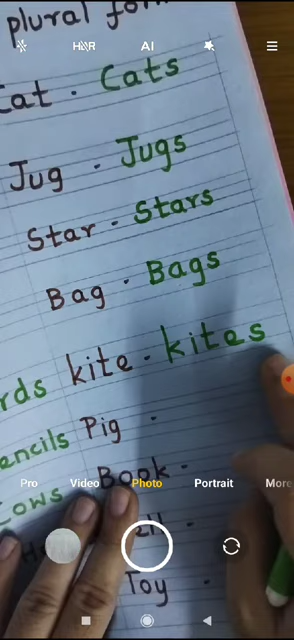 plural
HDR AI
Cat - Cats
Jug - Jugs
Star - Stars
Bag - Bags
rds kite - kites
encils Pig -
Cows Book -
Pro Video Photo Portrait More
Toy -